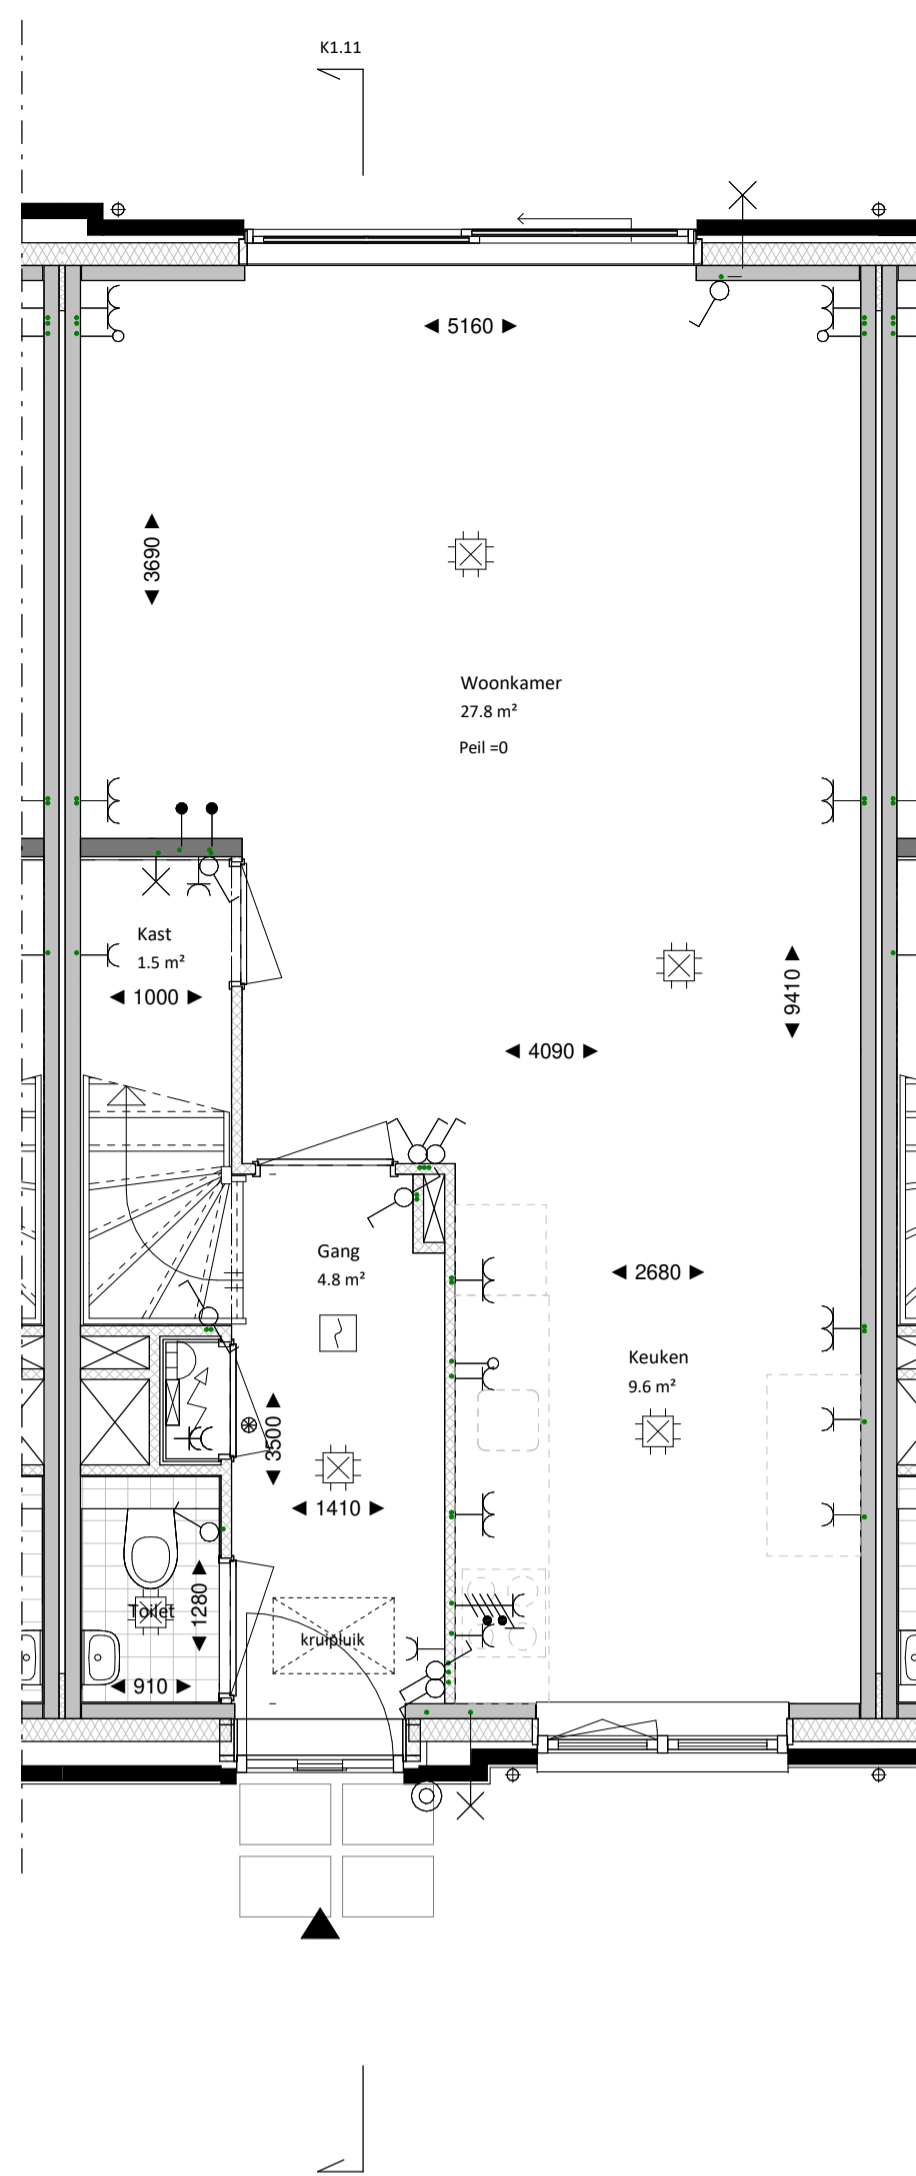 K1.11
5160
3690
Woonkamer
27.8 m²
Peil =0
Kast
1.5 m²
1000
9410
4090
Gang
4.8 m²
2680
Keuken
9.6 m²
3500
1410
Toilet
1280
kruipluik
910